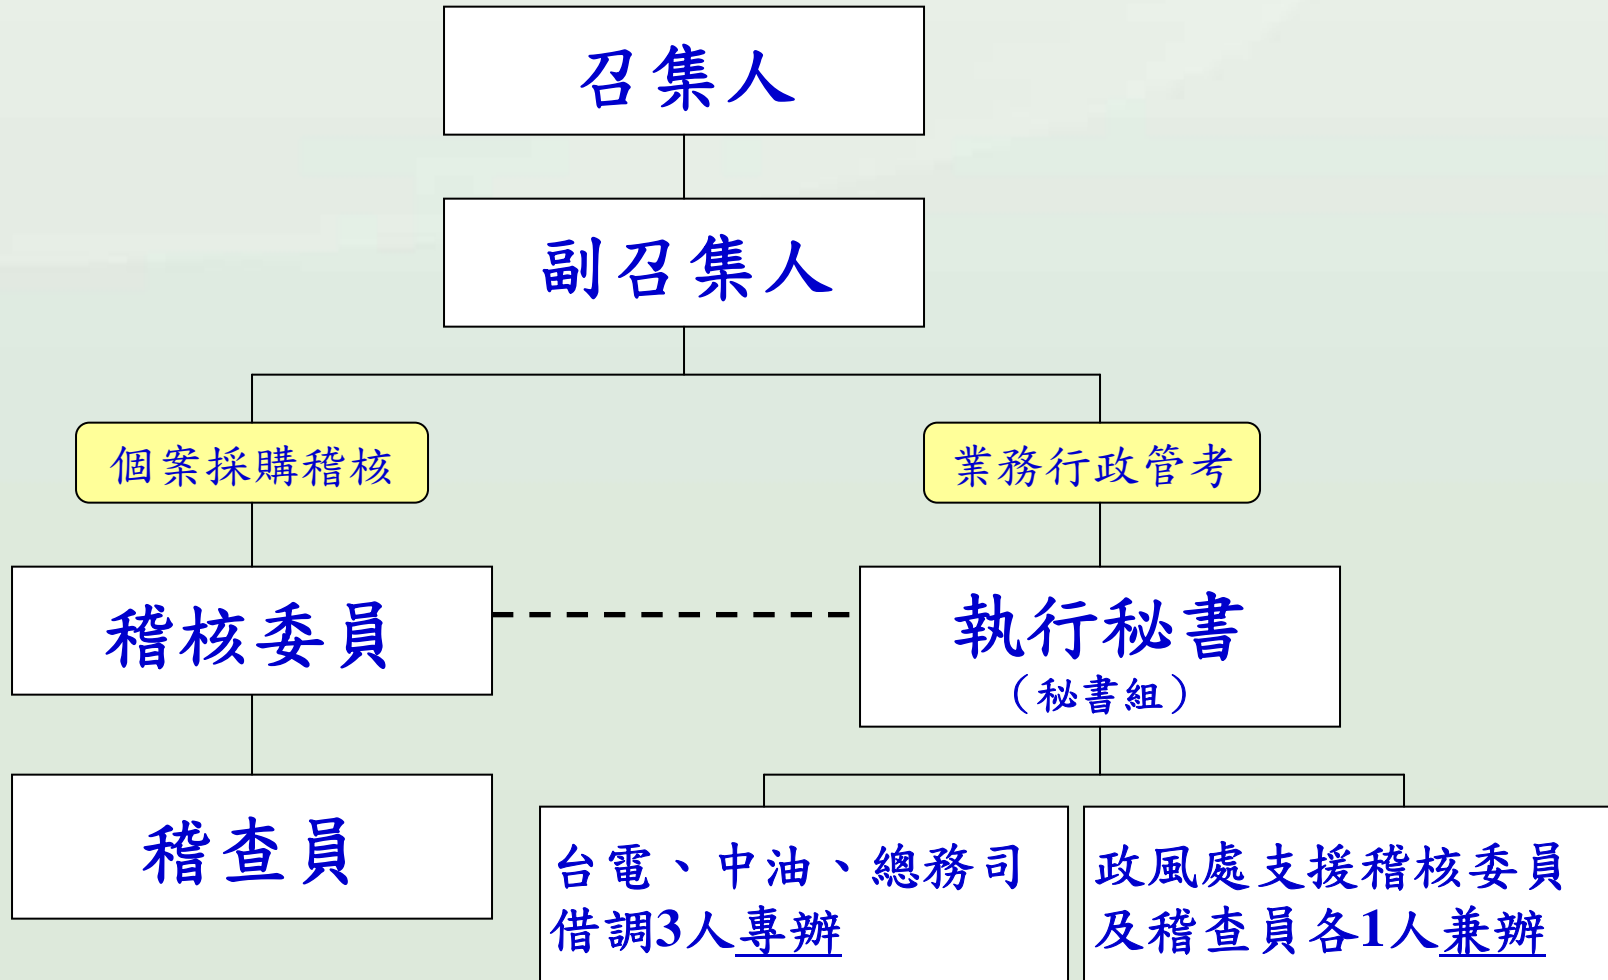 召集人
副召集人
個案採購稽核
業務行政管考
稽核委員
執行秘書
（秘書組）
稽查員
台電、中油、總務司
借調3人專辦
政風處支援稽核委員
及稽查員各1人兼辦